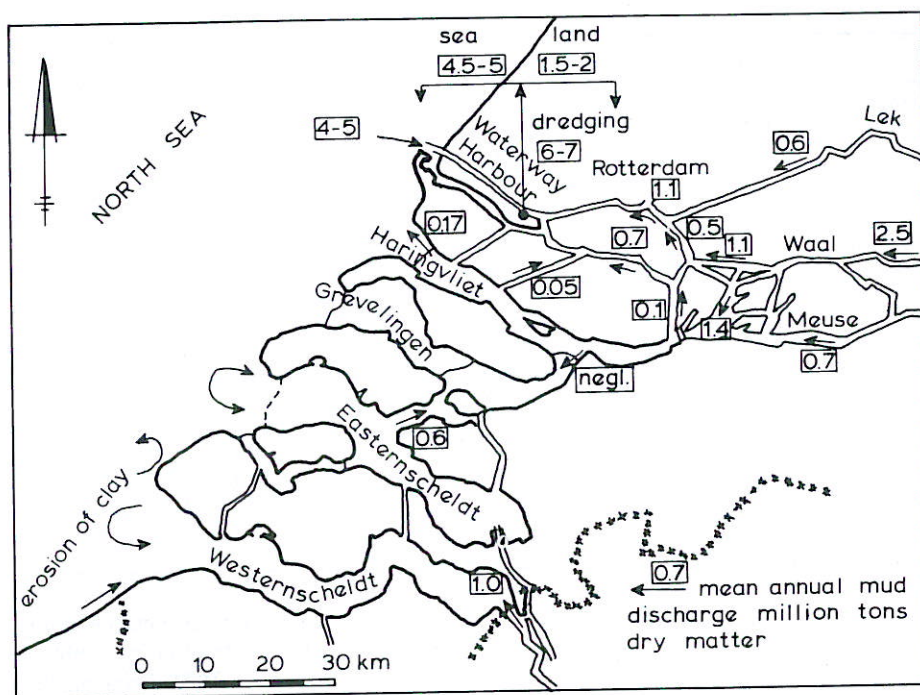 sea land
4.5-5 1.5-2
4-5
dredging
6-7
NORTH SEA
Waterway
Harbour
Rotterdam
Lek
0.6
1.1
0.5
1.1
Waal
2.5
0.17
0.7
Haringvliet
0.05
0.1
1.4
Meuse
0.7
Grevelingen
negl.
Easternscheldt
0.6
erosion of clay
Westernscheldt
1.0
0.7
mean annual mud
discharge million tons
dry matter
0 10 20 30 km